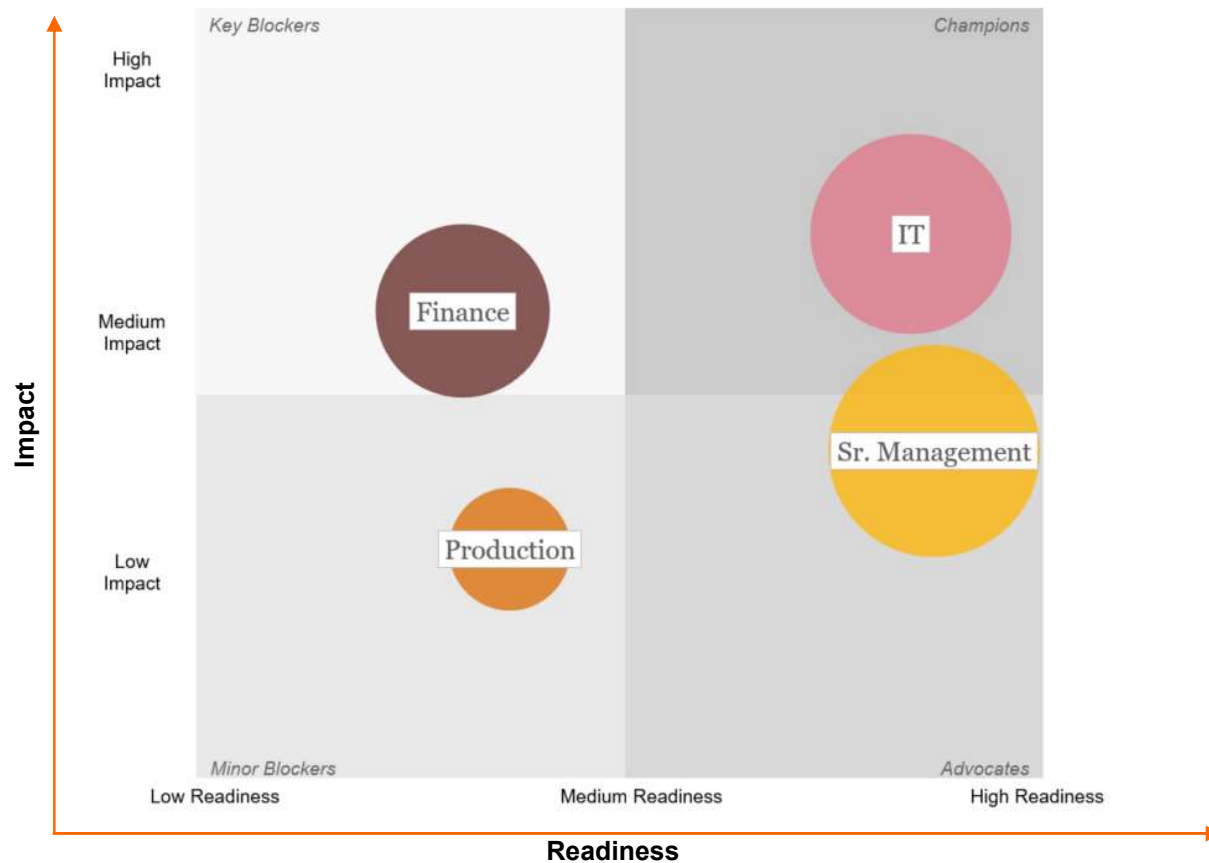 Key Blockers
Champions
High
Impact
IT
Finance
Medium
Impact
Impact
Sr. Management
Production
Low
Impact
Minor Blockers
Advocates
Low Readiness
Medium Readiness
High Readiness
Readiness